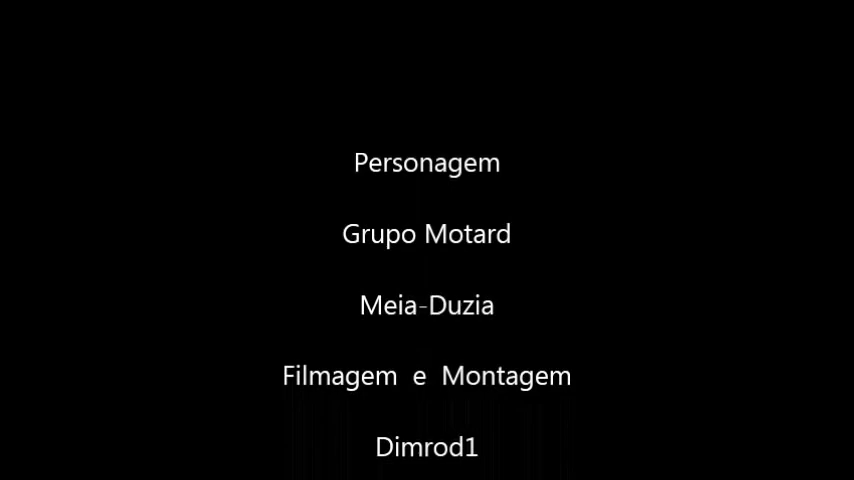 Personagem
Grupo Motard
Meia-Duzia
Filmagem e Montagem
Dimrod1